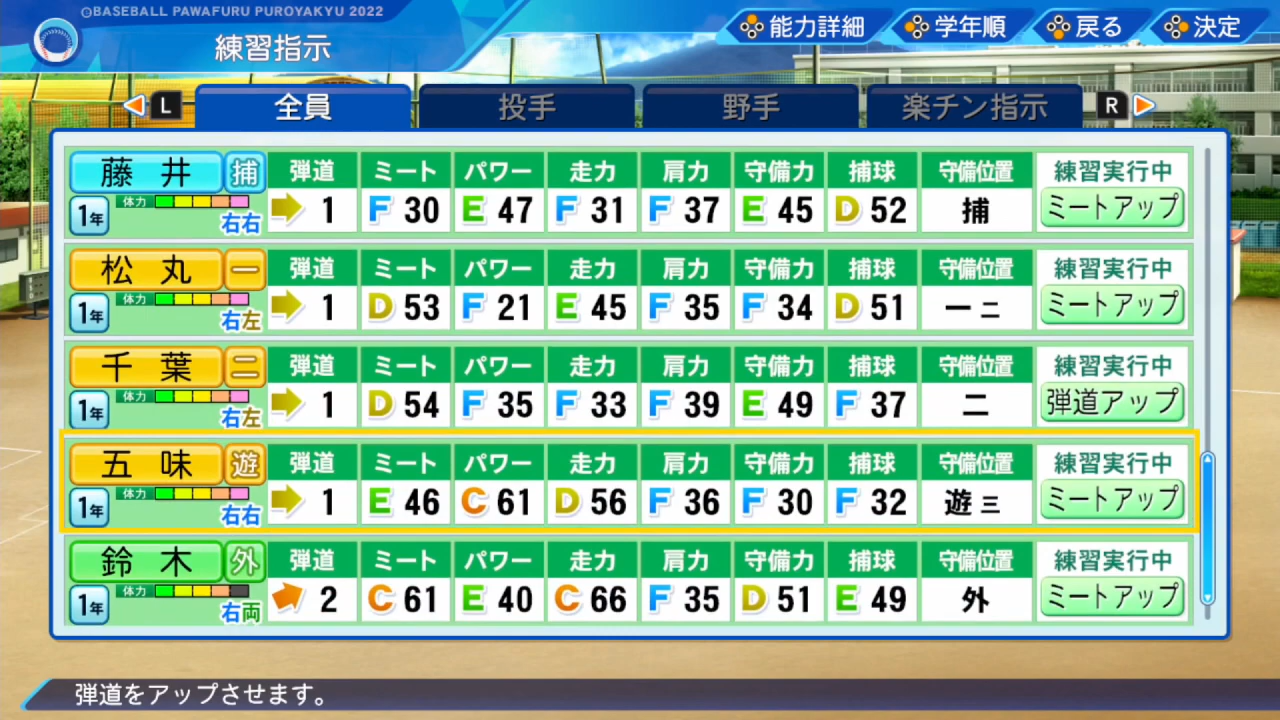 ©BASEBALL PAWAFURU PUROYAKYU 2022
練習指示
能力詳細 学年順 戻る 決定
L 全員 投手 野手 楽チン指示 R
藤井 捕 弾道 ミート パワー 走力 肩力 守備力 捕球 守備位置 練習実行中
1年 体力 右右 1 F 30 E 47 F 31 F 37 E 45 D 52 捕 ミートアップ
松丸 一 弾道 ミート パワー 走力 肩力 守備力 捕球 守備位置 練習実行中
1年 体力 右左 1 D 53 F 21 E 45 F 35 F 34 D 51 一 二 ミートアップ
千葉 二 弾道 ミート パワー 走力 肩力 守備力 捕球 守備位置 練習実行中
1年 体力 右左 1 D 54 F 35 F 33 F 39 E 49 F 37 二 弾道アップ
五味 遊 弾道 ミート パワー 走力 肩力 守備力 捕球 守備位置 練習実行中
1年 体力 右右 1 E 46 C 61 D 56 F 36 F 30 F 32 遊 三 ミートアップ
鈴木 外 弾道 ミート パワー 走力 肩力 守備力 捕球 守備位置 練習実行中
1年 体力 右両 2 C 61 E 40 C 66 F 35 D 51 E 49 外 ミートアップ
弾道をアップさせます。